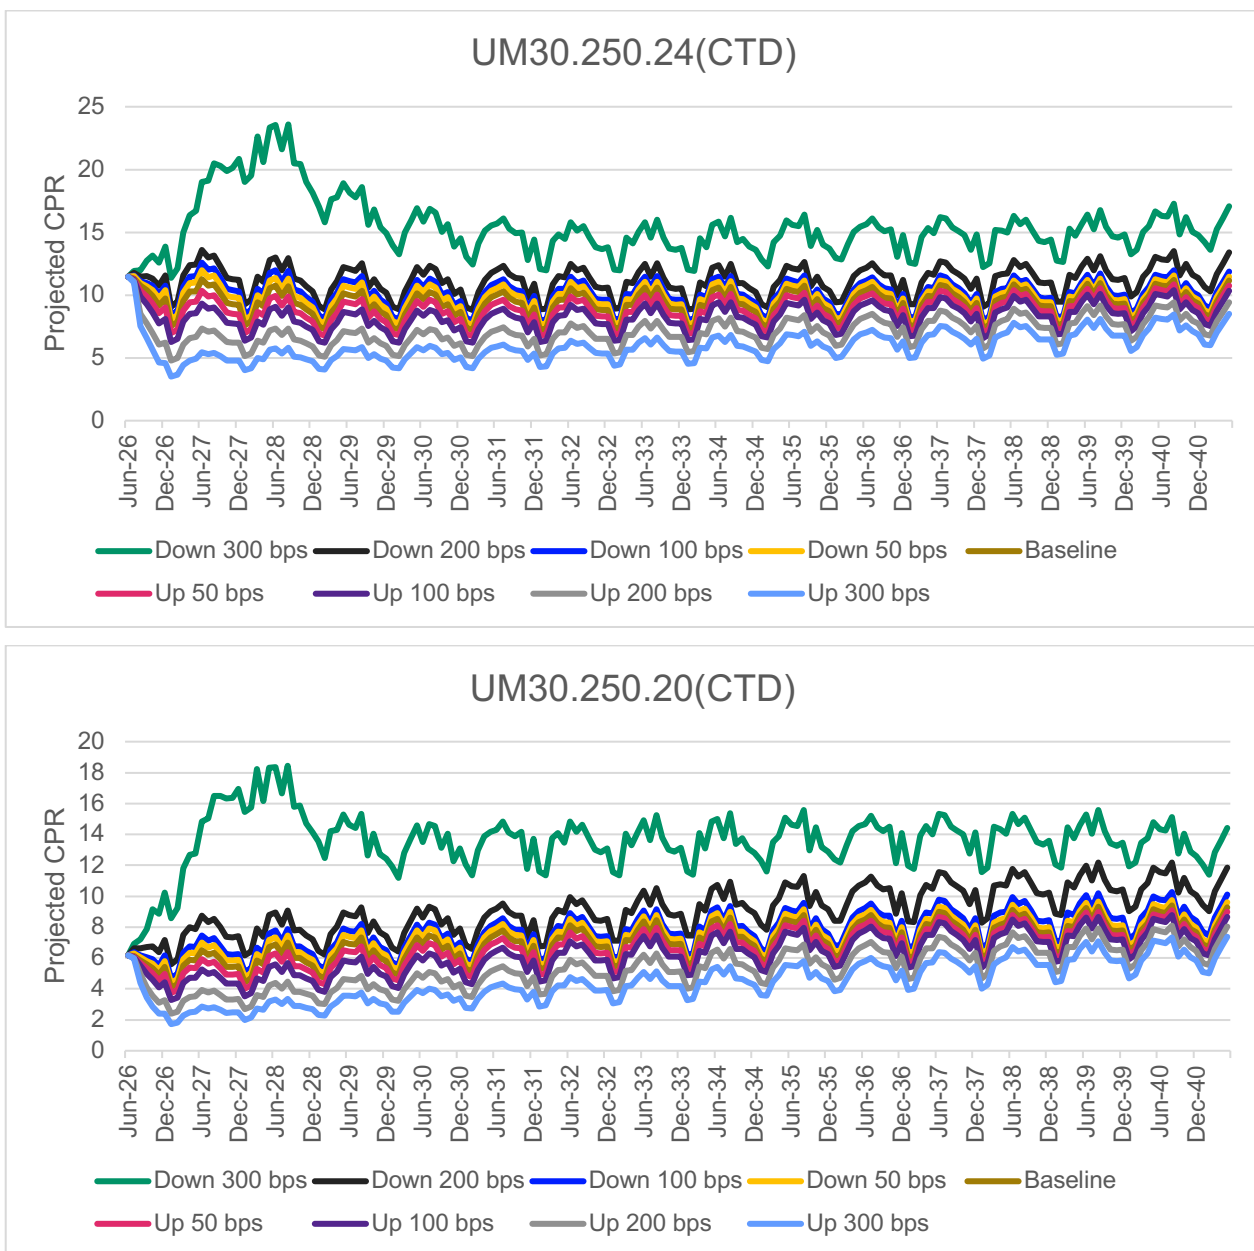 UM30.250.24(CTD)
25
20
15
10
5
0
Projected CPR
Jun-26
Dec-26
Jun-27
Dec-27
Jun-28
Dec-28
Jun-29
Dec-29
Jun-30
Dec-30
Jun-31
Dec-31
Jun-32
Dec-32
Jun-33
Dec-33
Jun-34
Dec-34
Jun-35
Dec-35
Dec-36
Jun-37
Dec-37
Jun-38
Dec-38
Jun-39
Dec-39
Jun-40
Dec-40
Down 300 bps
Down 200 bps
Down 100 bps
Down 50 bps
Baseline
Up 50 bps
Up 100 bps
Up 200 bps
Up 300 bps
UM30.250.20(CTD)
20
18
16
14
12
10
8
6
4
2
0
Projected CPR
Jun-26
Dec-26
Jun-27
Dec-27
Jun-28
Dec-28
Jun-29
Dec-29
Jun-30
Dec-30
Jun-31
Dec-31
Jun-32
Dec-32
Jun-33
Dec-33
Jun-34
Dec-34
Jun-35
Dec-35
Jun-36
Dec-36
Jun-37
Dec-37
Jun-38
Dec-38
Jun-39
Dec-39
Jun-40
Dec-40
Down 300 bps
Down 200 bps
Down 100 bps
Down 50 bps
Baseline
Up 50 bps
Up 100 bps
Up 200 bps
Up 300 bps